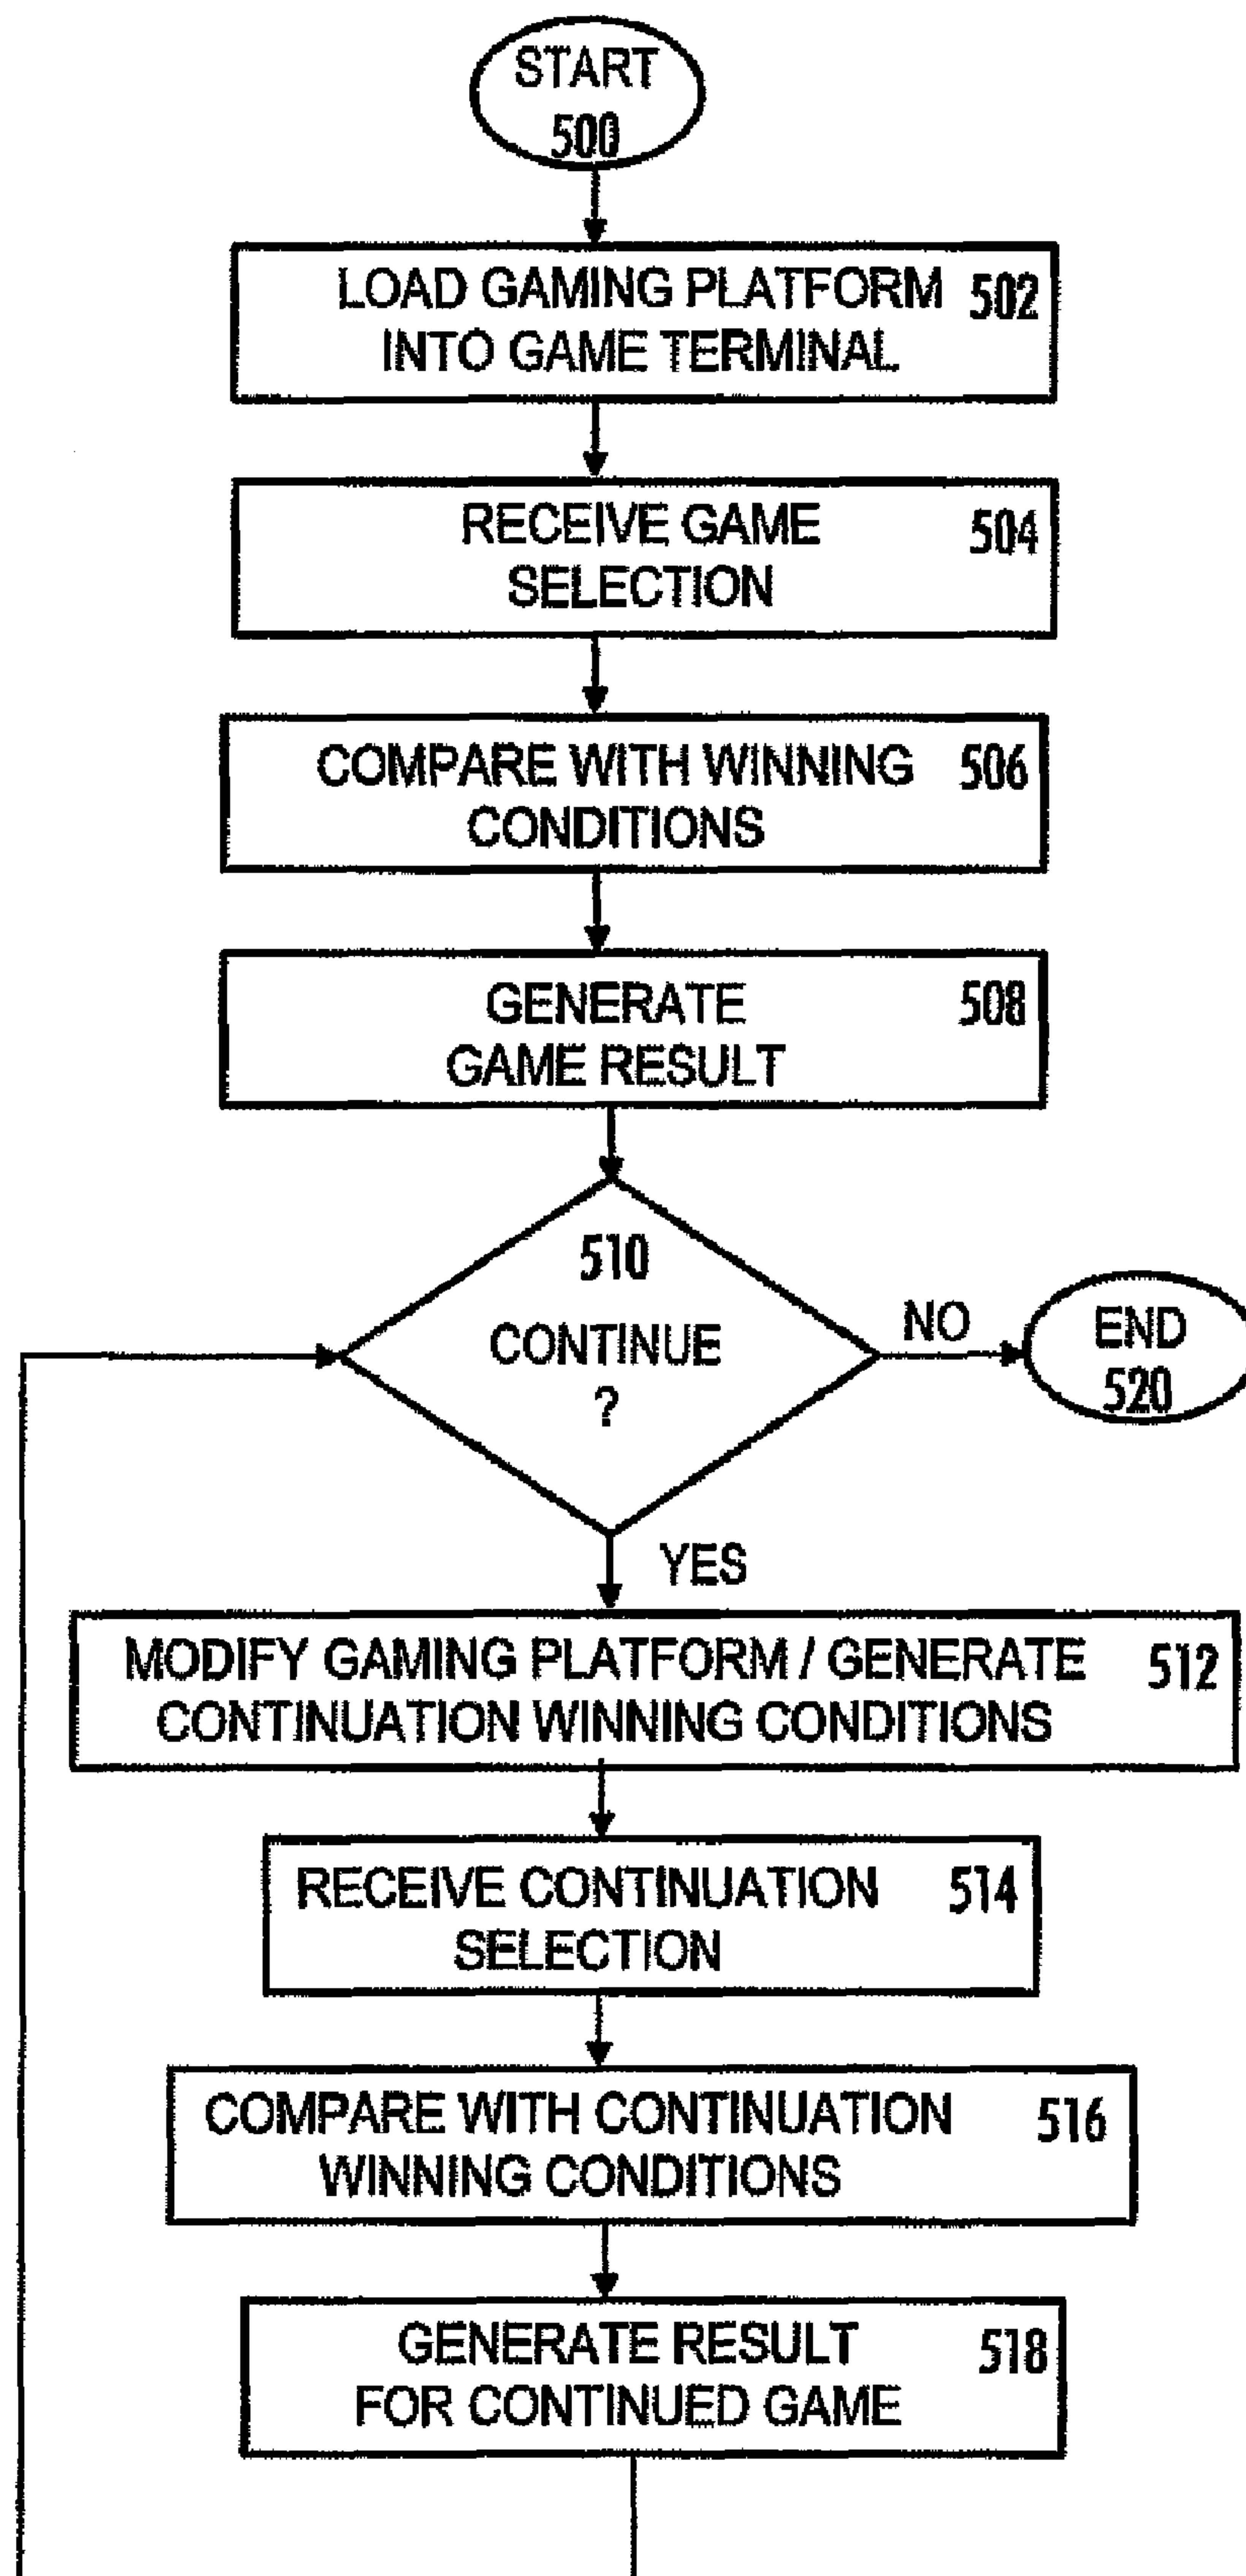 START
500
LOAD GAMING PLATFORM 502
INTO GAME TERMINAL
RECEIVE GAME 504
SELECTION
COMPARE WITH WINNING 506
CONDITIONS
GENERATE 508
GAME RESULT
510
CONTINUE
?
NO
END
520
YES
MODIFY GAMING PLATFORM / GENERATE 512
CONTINUATION WINNING CONDITIONS
RECEIVE CONTINUATION 514
SELECTION
COMPARE WITH CONTINUATION 516
WINNING CONDITIONS
GENERATE RESULT 518
FOR CONTINUED GAME